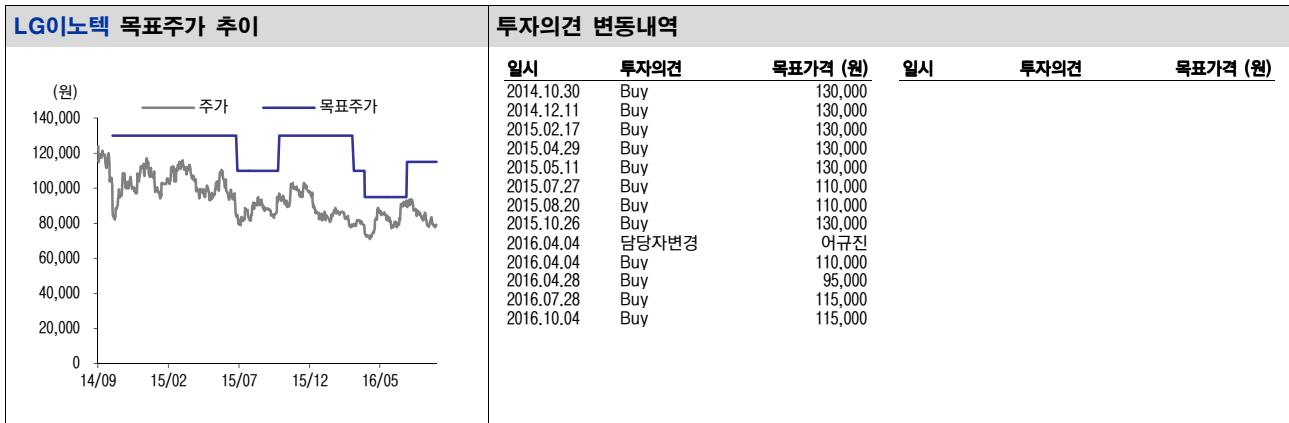 LG이노텍 목표주가 추이
(원)
주가 목표주가
140,000
120,000
100,000
80,000
60,000
40,000
20,000
0
14/09 15/02 15/07 15/12 16/05
투자의견 변동내역
일시 투자의견 목표가격 (원) 일시 투자의견 목표가격 (원)
2014.10.30 Buy 130,000
2014.12.11 Buy 130,000
2015.02.17 Buy 130,000
2015.04.29 Buy 130,000
2015.05.11 Buy 130,000
2015.07.27 Buy 110,000
2015.08.20 Buy 110,000
2015.10.26 Buy 130,000
2016.04.04 담당자변경 어규진
2016.04.04 Buy 110,000
2016.04.28 Buy 95,000
2016.07.28 Buy 115,000
2016.10.04 Buy 115,000